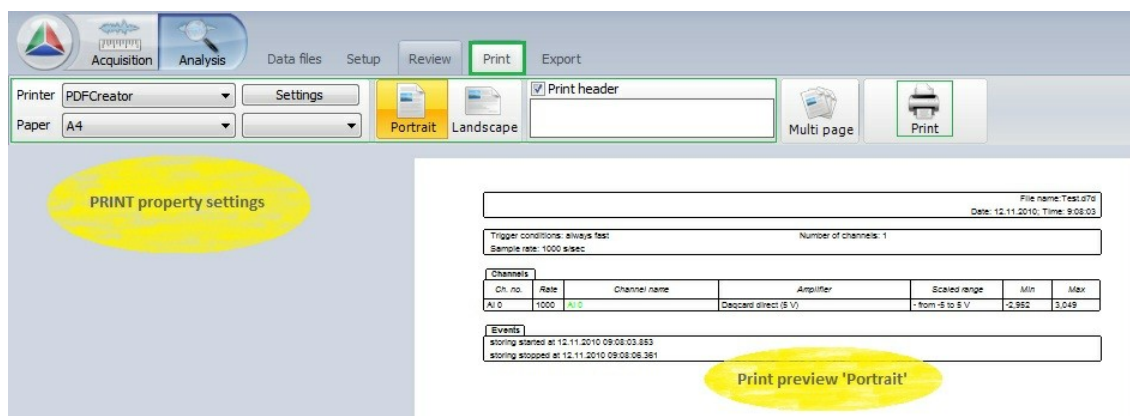 Acquisition
Analysis
Data files
Setup
Review
Print
Export
Printer PDFCreator Settings
Paper A4
Portrait
Landscape
Print header
Multi page
Print
PRINT property settings
File name:Test.d7d
Date: 12.11.2010; Time: 9:08:03
Trigger conditions: always fast Number of channels: 1
Sample rate: 1000 s/sec
Channels
Ch. no. Rate Channel name Amplifier Scaled range Min Max
AI 0 1000 AI 0 Daqcard direct (5 V) - from -5 to 5 V -2,952 3,049
Events
storing started at 12.11.2010 09:08:03.853
storing stopped at 12.11.2010 09:08:06.361
Print preview 'Portrait'